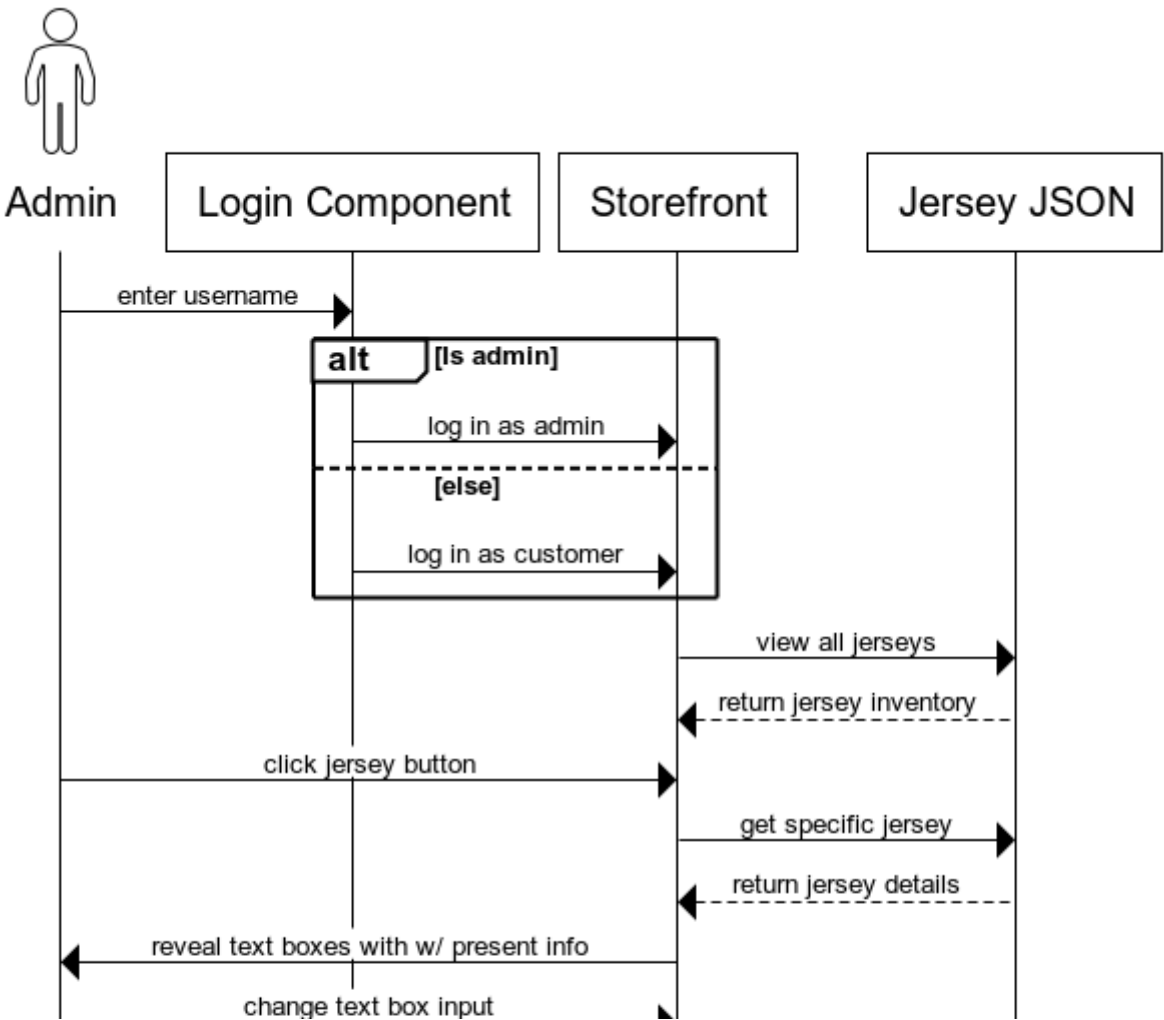 Admin
Login Component
Storefront
Jersey JSON
enter username
alt
[Is admin]
log in as admin
[else]
log in as customer
view all jerseys
return jersey inventory
click jersey button
get specific jersey
return jersey details
reveal text boxes with w/ present info
change text box input